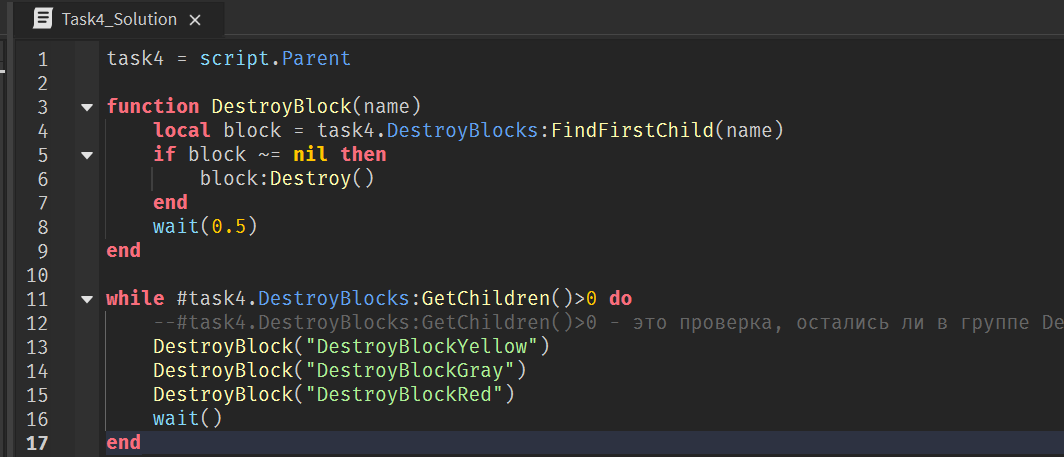 Task4_Solution ×
1 task4 = script.Parent
2
3 function DestroyBlock(name)
4 local block = task4.DestroyBlocks:FindFirstChild(name)
5 if block ~= nil then
6 block:Destroy()
7 end
8 wait(0.5)
9 end
10
11 while #task4.DestroyBlocks:GetChildren()>0 do
12 --#task4.DestroyBlocks:GetChildren()>0 - это проверка, остались ли в группе De
13 DestroyBlock("DestroyBlockYellow")
14 DestroyBlock("DestroyBlockGray")
15 DestroyBlock("DestroyBlockRed")
16 wait()
17 end